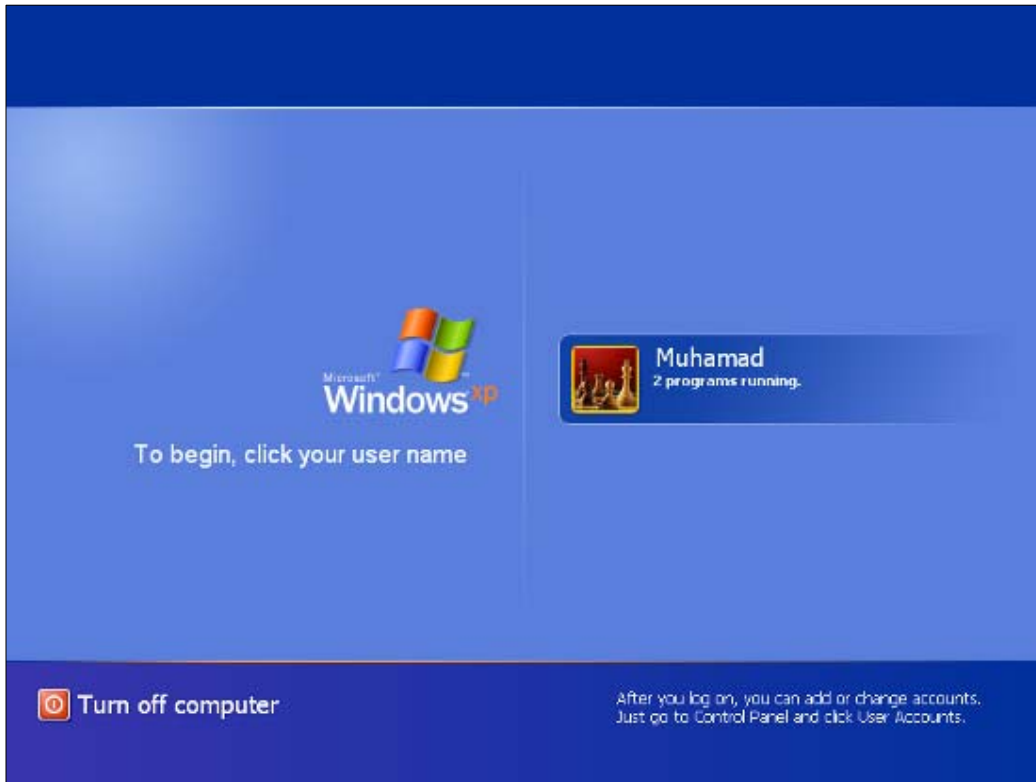 Microsoft®
Windows xp™
To begin, click your user name
Muhamad
2 programs running.
Turn off computer
After you log on, you can add or change accounts.
Just go to Control Panel and click User Accounts.